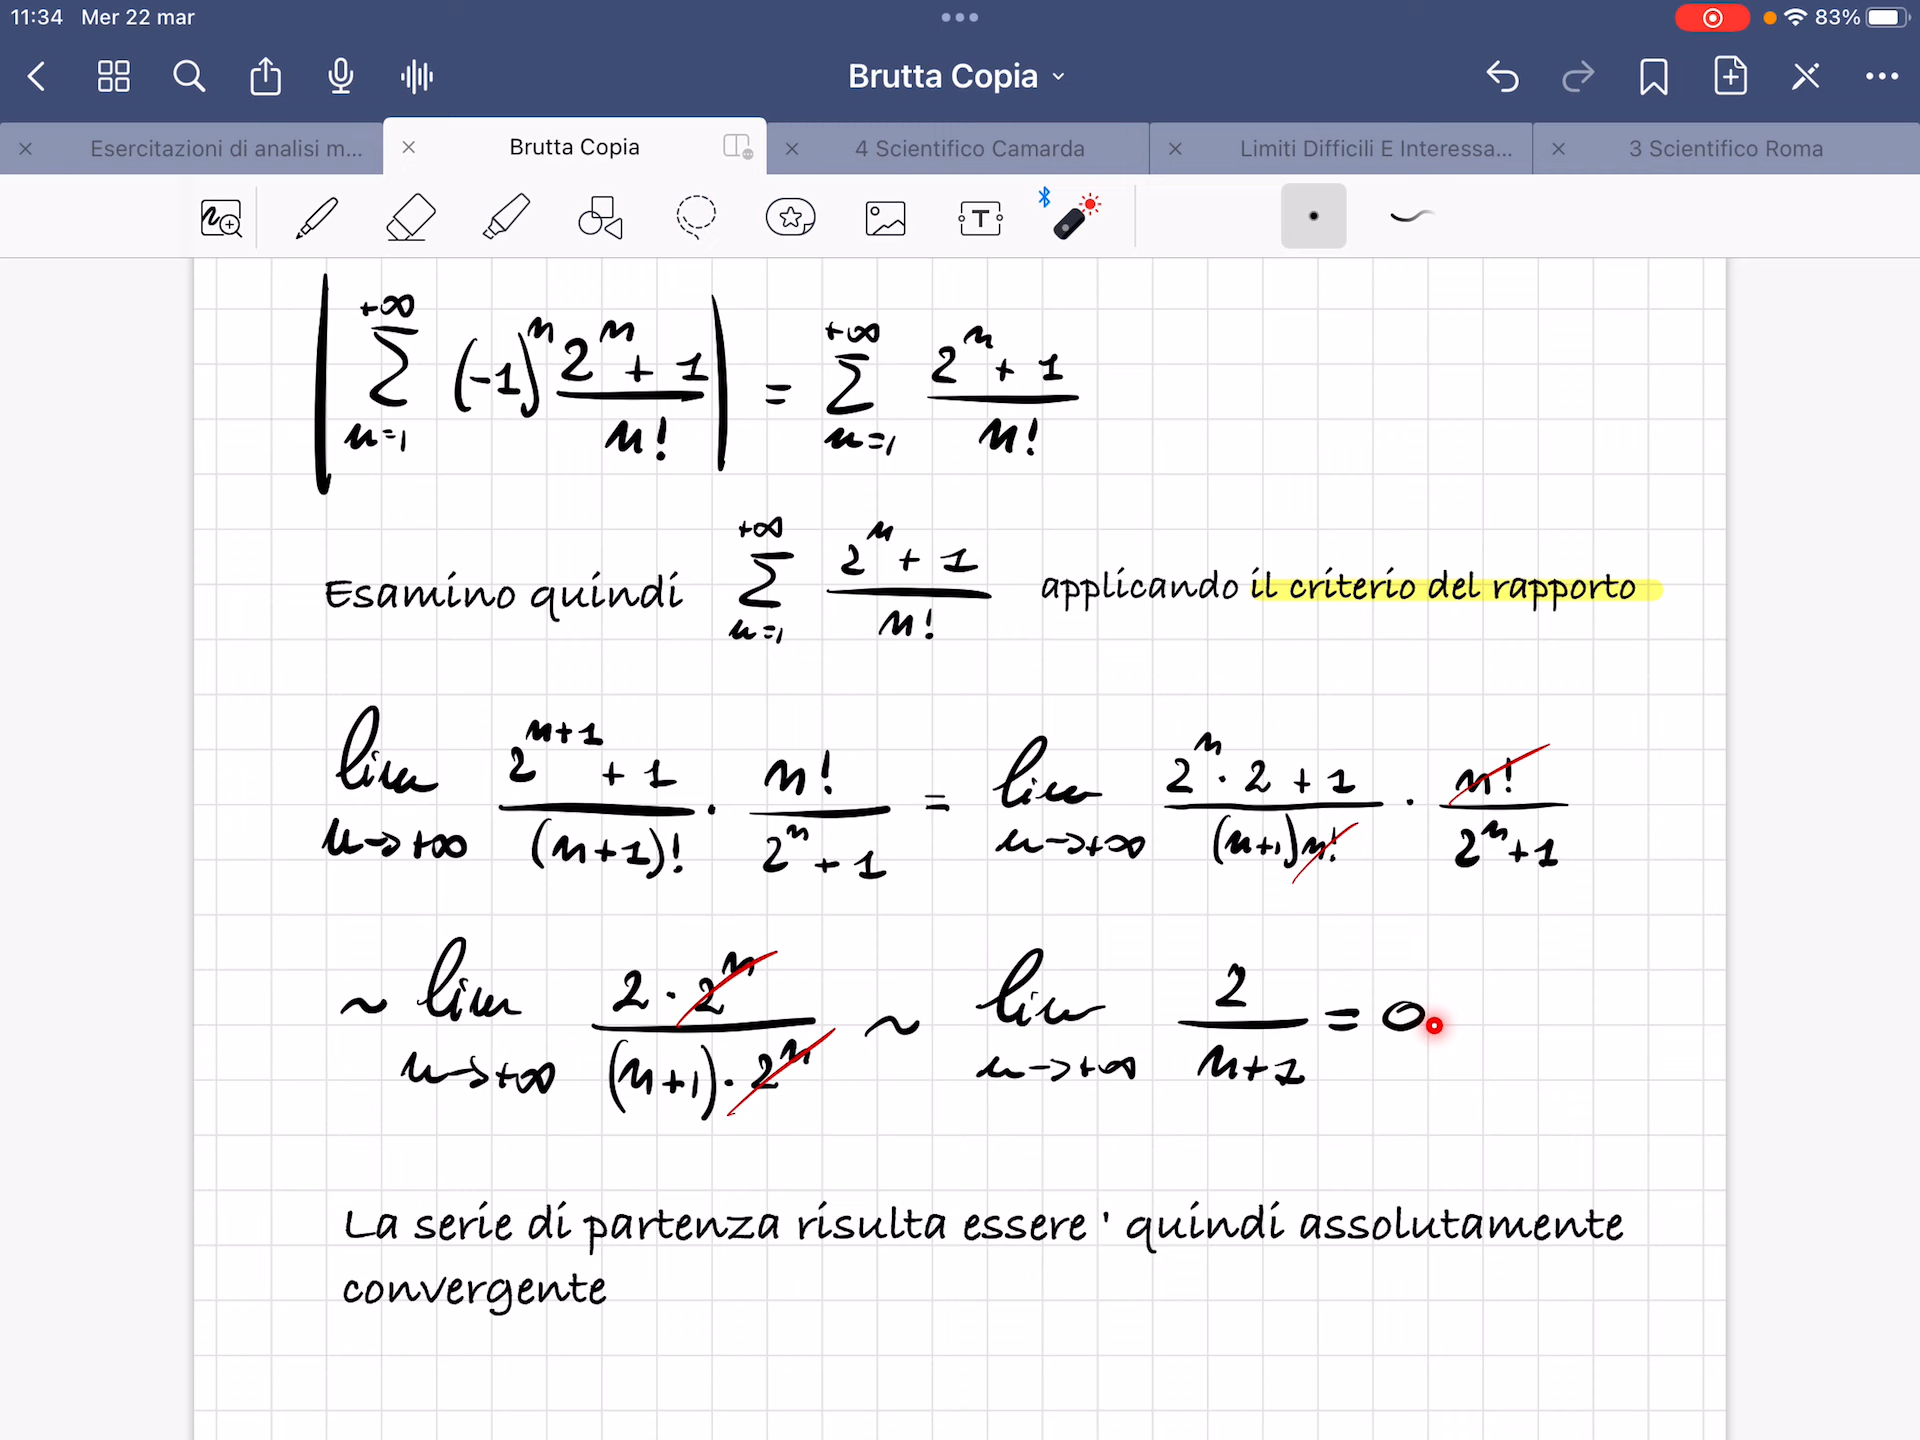 11:34 Mer 22 mar 83%
Brutta Copia
Esercitazioni di analisi m... Brutta Copia 4 Scientifico Camarda Limiti Difficili E Interessa... 3 Scientifico Roma
T
|∑_{n=1}^{+∞} (-1)^n (2^n + 1)/n!| = ∑_{n=1}^{+∞} (2^n + 1)/n!
Esamino quindi ∑_{n=1}^{+∞} (2^n + 1)/n! applicando il criterio del rapporto
lim_{n→+∞} (2^{n+1} + 1)/(n+1)! · n!/(2^n + 1) = lim_{n→+∞} (2^n · 2 + 1)/((n+1)n!) · n!/(2^n + 1)
~ lim_{n→+∞} (2 · 2^n)/((n+1) · 2^n) ~ lim_{n→+∞} 2/(n+1) = 0
La serie di partenza risulta essere ' quindi assolutamente
convergente